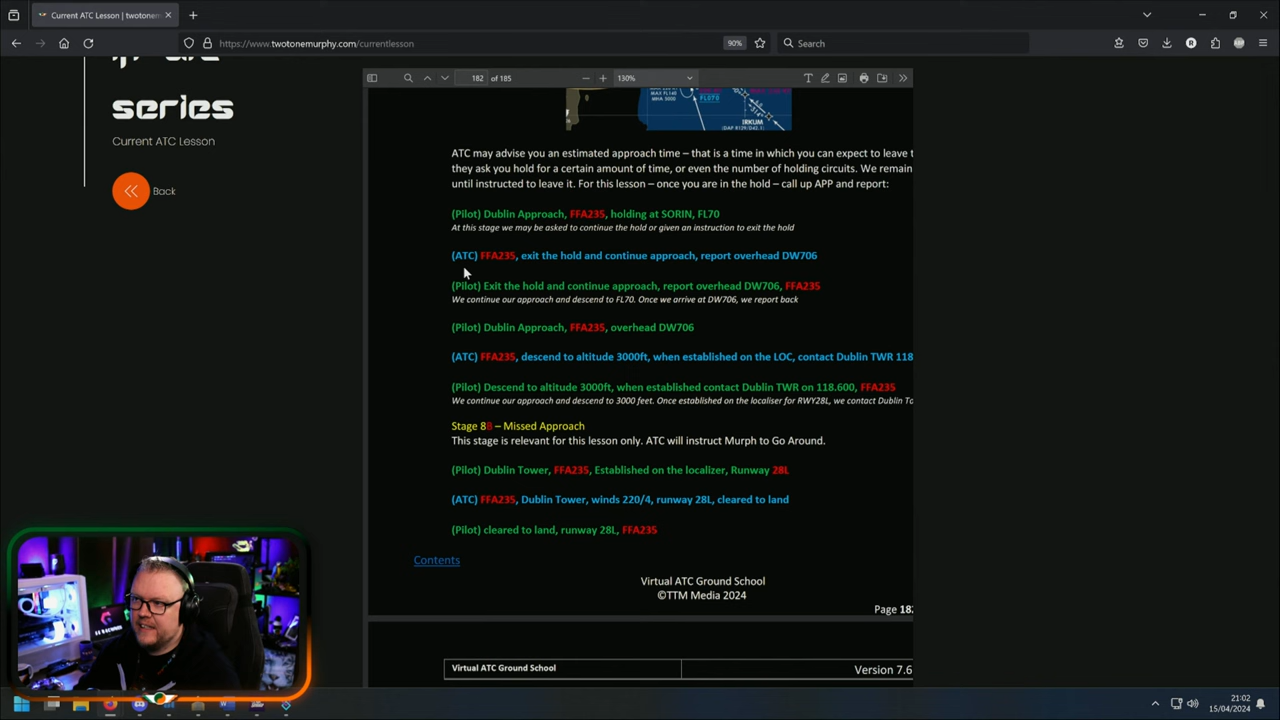 Current ATC Lesson | twotonem
https://www.twotonemurphy.com/currentlesson
90%
Search
182 of 185
130%
series
Current ATC Lesson
Back
MAX FL140
MHA 5000
FL070
IRKUM
(DAP R129/D42.1)
ATC may advise you an estimated approach time – that is a time in which you can expect to leave t
they ask you hold for a certain amount of time, or even the number of holding circuits. We remain
until instructed to leave it. For this lesson – once you are in the hold – call up APP and report:
(Pilot) Dublin Approach, FFA235, holding at SORIN, FL70
At this stage we may be asked to continue the hold or given an instruction to exit the hold
(ATC) FFA235, exit the hold and continue approach, report overhead DW706
(Pilot) Exit the hold and continue approach, report overhead DW706, FFA235
We continue our approach and descend to FL70. Once we arrive at DW706, we report back
(Pilot) Dublin Approach, FFA235, overhead DW706
(ATC) FFA235, descend to altitude 3000ft, when established on the LOC, contact Dublin TWR 118
(Pilot) Descend to altitude 3000ft, when established contact Dublin TWR on 118.600, FFA235
We continue our approach and descend to 3000 feet. Once established on the localiser for RWY28L, we contact Dublin To
Stage 8B – Missed Approach
This stage is relevant for this lesson only. ATC will instruct Murph to Go Around.
(Pilot) Dublin Tower, FFA235, Established on the localizer, Runway 28L
(ATC) FFA235, Dublin Tower, winds 220/4, runway 28L, cleared to land
(Pilot) cleared to land, runway 28L, FFA235
Contents
Virtual ATC Ground School
©TTM Media 2024
Page 182
Virtual ATC Ground School
Version 7.6
21:02
15/04/2024